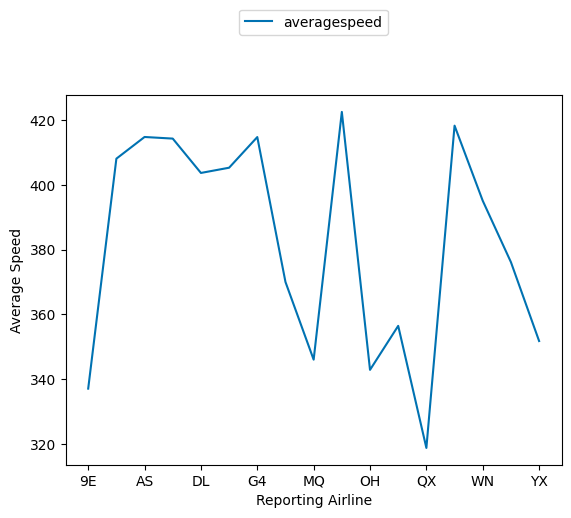 averagespeed
420
400
380
360
340
320
Average Speed
9E AS DL G4 MQ OH QX WN YX
Reporting Airline